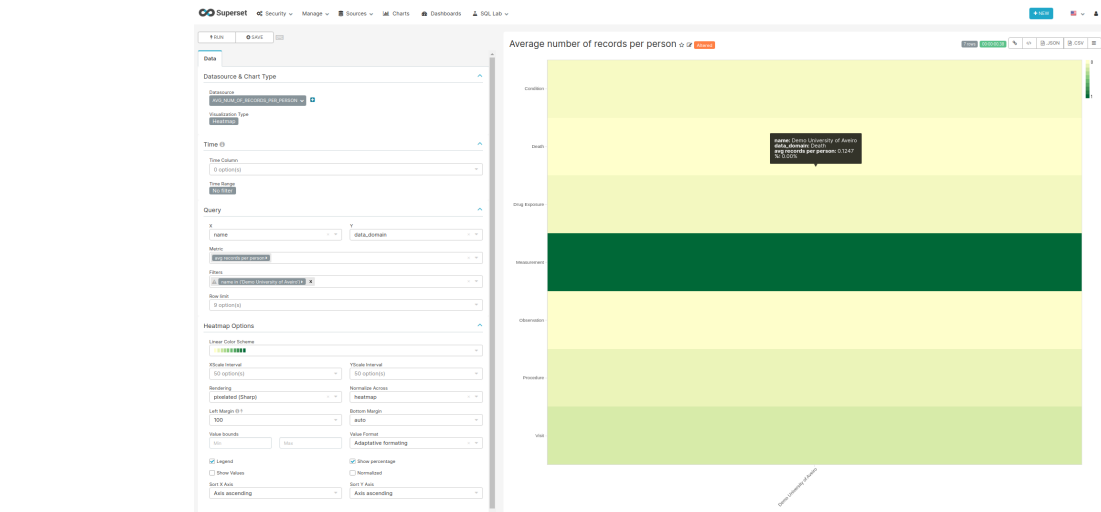 Superset Security Manage Sources Charts Dashboards SQL Lab + NEW
RUN SAVE
Data
Datasource & Chart Type
Datasource
AVG_NUM_OF_RECORDS_PER_PERSON
Visualization Type
Heatmap
Time
Time Column
0 option(s)
Time Range
No filter
Query
X Y
name data_domain
Metric
avg records per person
Filters
name in (Demo University of Aveiro) x
Row limit
9 option(s)
Heatmap Options
Linear Color Scheme
XScale Interval YScale Interval
50 option(s) 50 option(s)
Rendering Normalize Across
pixelated (Sharp) heatmap
Left Margin Bottom Margin
100 auto
Value bounds Value Format
Min Max Adaptative formating
Legend Show percentage
Show Values Normalized
Sort X Axis Sort Y Axis
Axis ascending Axis ascending
Average number of records per person Altered
7 rows .JSON .CSV
Condition
Death
Drug Exposure
Measurement
Observation
Procedure
Visit
name: Demo University of Aveiro
data_domain: Death
avg records per person: 0.1247
%: 0.00%
Demo University of Aveiro